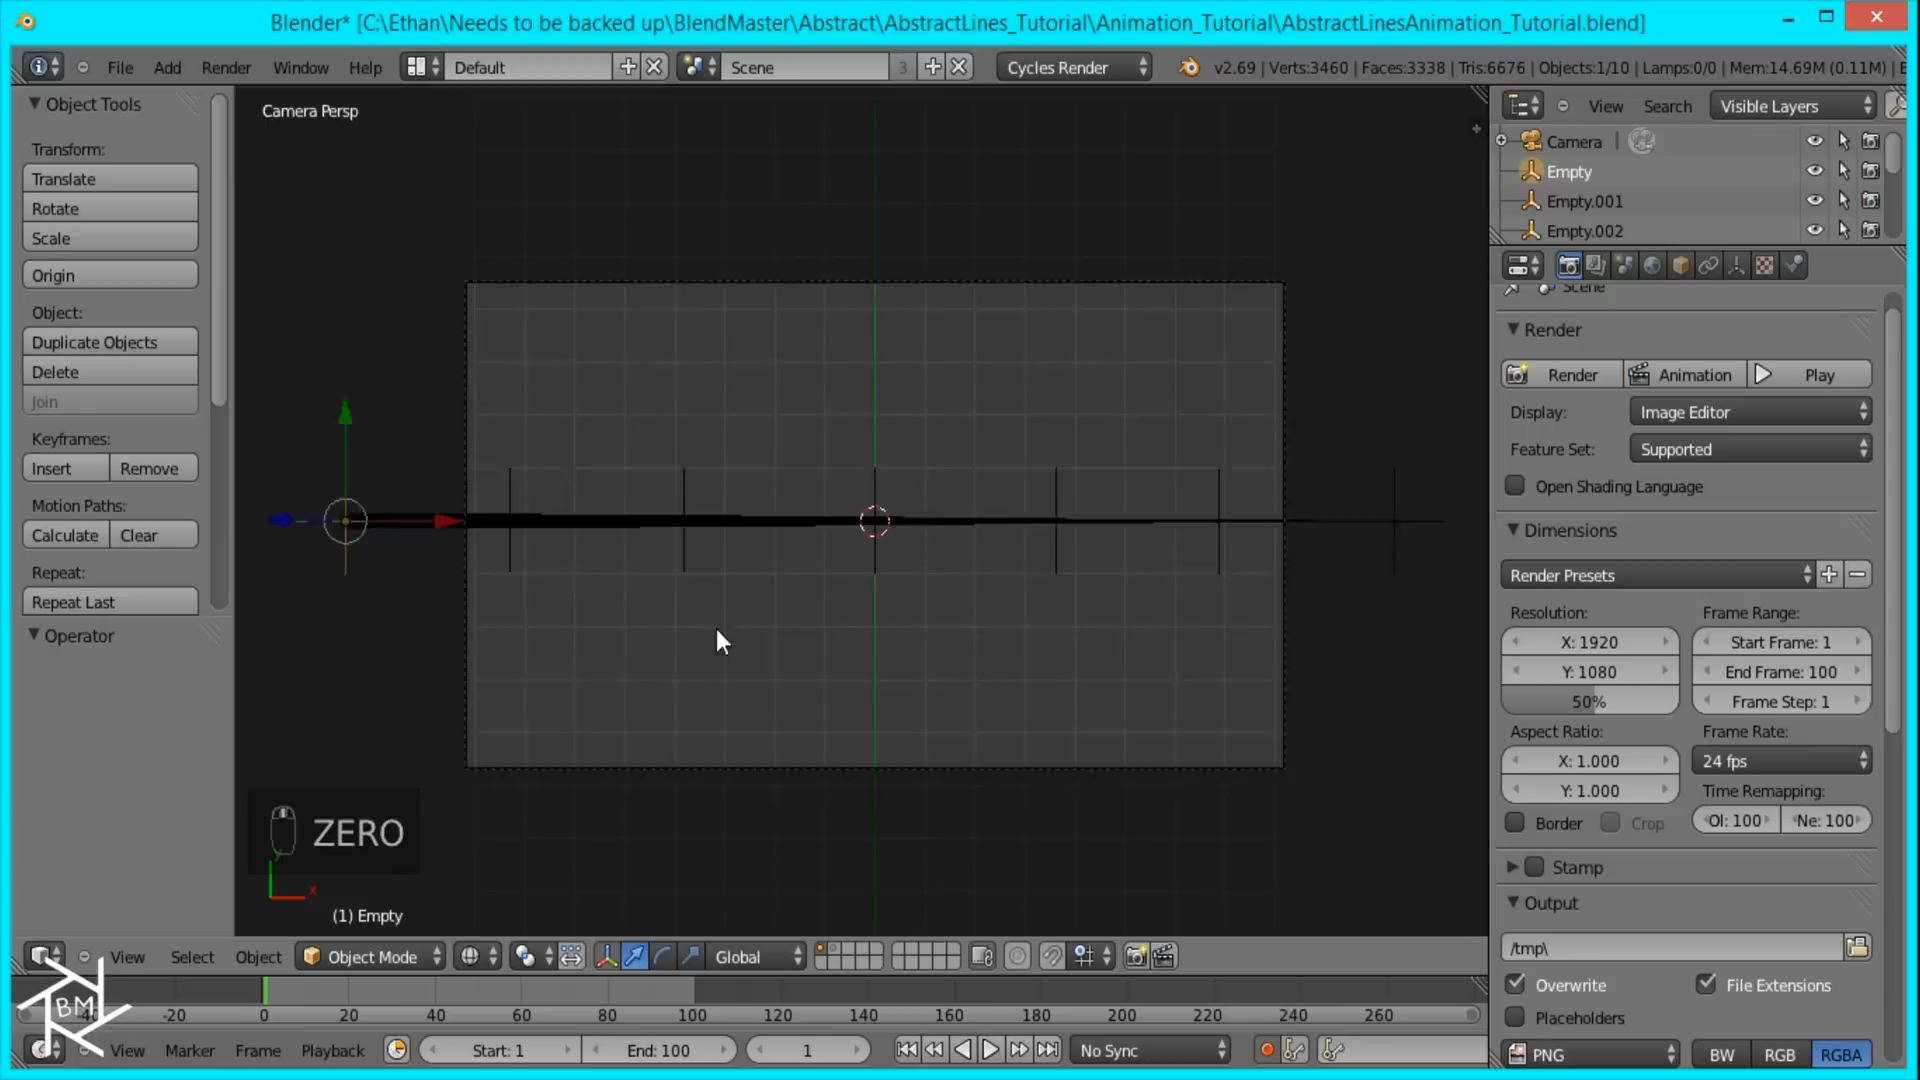 Blender* [C:\Ethan\Needs to be backed up\BlendMaster\Abstract\AbstractLines_Tutorial\Animation_Tutorial\AbstractLinesAnimation_Tutorial.blend]
File Add Render Window Help Default Scene 3 Cycles Render v2.69 | Verts:3460 | Faces:3338 | Tris:6676 | Objects:1/10 | Lamps:0/0 | Mem:14.69M (0.11M) |
Object Tools
Transform:
Translate
Rotate
Scale
Origin
Object:
Duplicate Objects
Delete
Join
Keyframes:
Insert Remove
Motion Paths:
Calculate Clear
Repeat:
Repeat Last
Operator
Camera Persp
ZERO
x
(1) Empty
View Search Visible Layers
Camera
Empty
Empty.001
Empty.002
Scene
Render
Render Animation Play
Display: Image Editor
Feature Set: Supported
Open Shading Language
Dimensions
Render Presets
Resolution: Frame Range:
X: 1920 Start Frame: 1
Y: 1080 End Frame: 100
50% Frame Step: 1
Aspect Ratio: Frame Rate:
X: 1.000 24 fps
Y: 1.000 Time Remapping:
Border Crop Ol: 100 Ne: 100
Stamp
Output
/tmp\
Overwrite File Extensions
Placeholders
PNG BW RGB RGBA
View Select Object Object Mode Global
-40 -20 0 20 40 60 80 100 120 140 160 180 200 220 240 260
BM
View Marker Frame Playback Start: 1 End: 100 1 No Sync